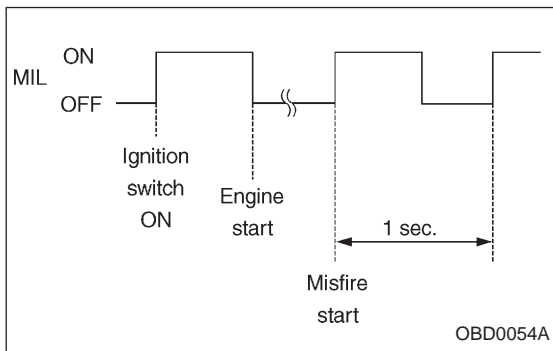 MIL
ON
OFF
Ignition
switch
ON
Engine
start
Misfire
start
1 sec.
OBD0054A